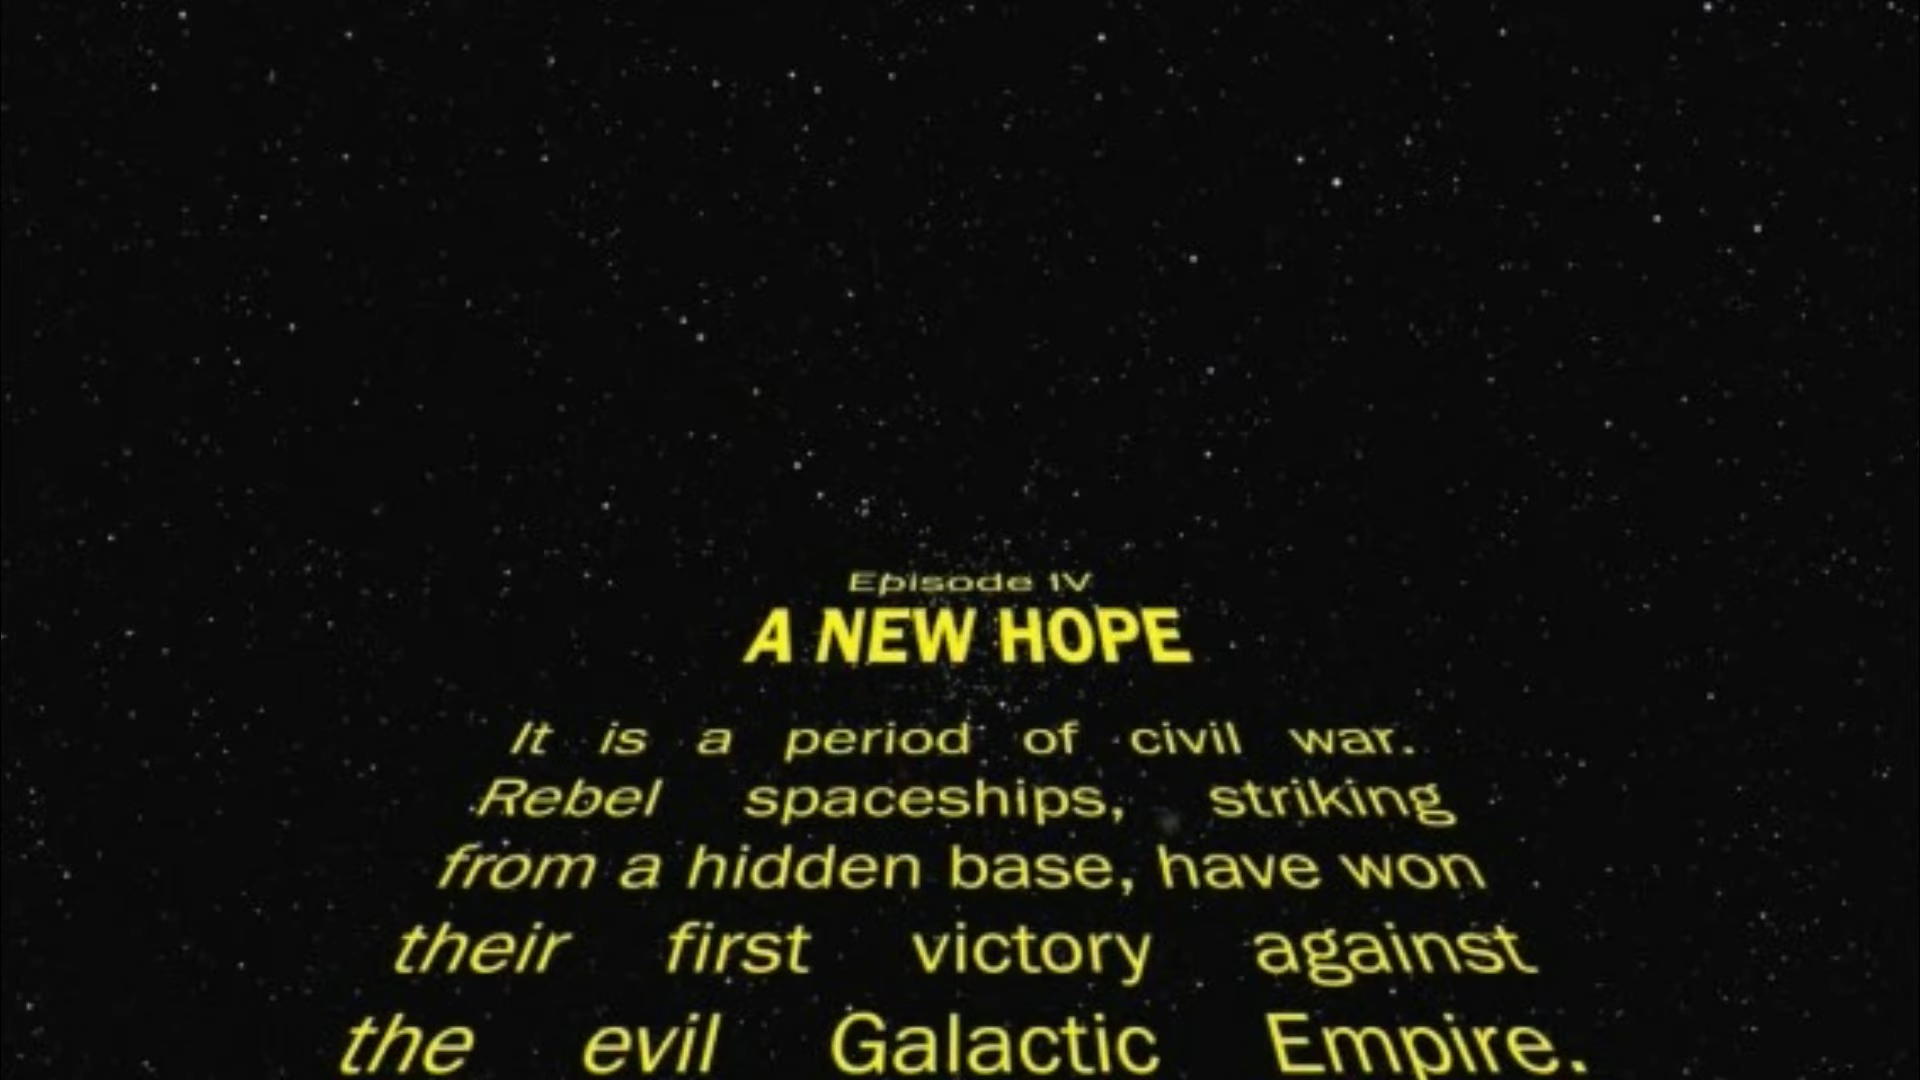 Episode IV
A NEW HOPE
It is a period of civil war.
Rebel spaceships, striking
from a hidden base, have won
their first victory against
the evil Galactic Empire.